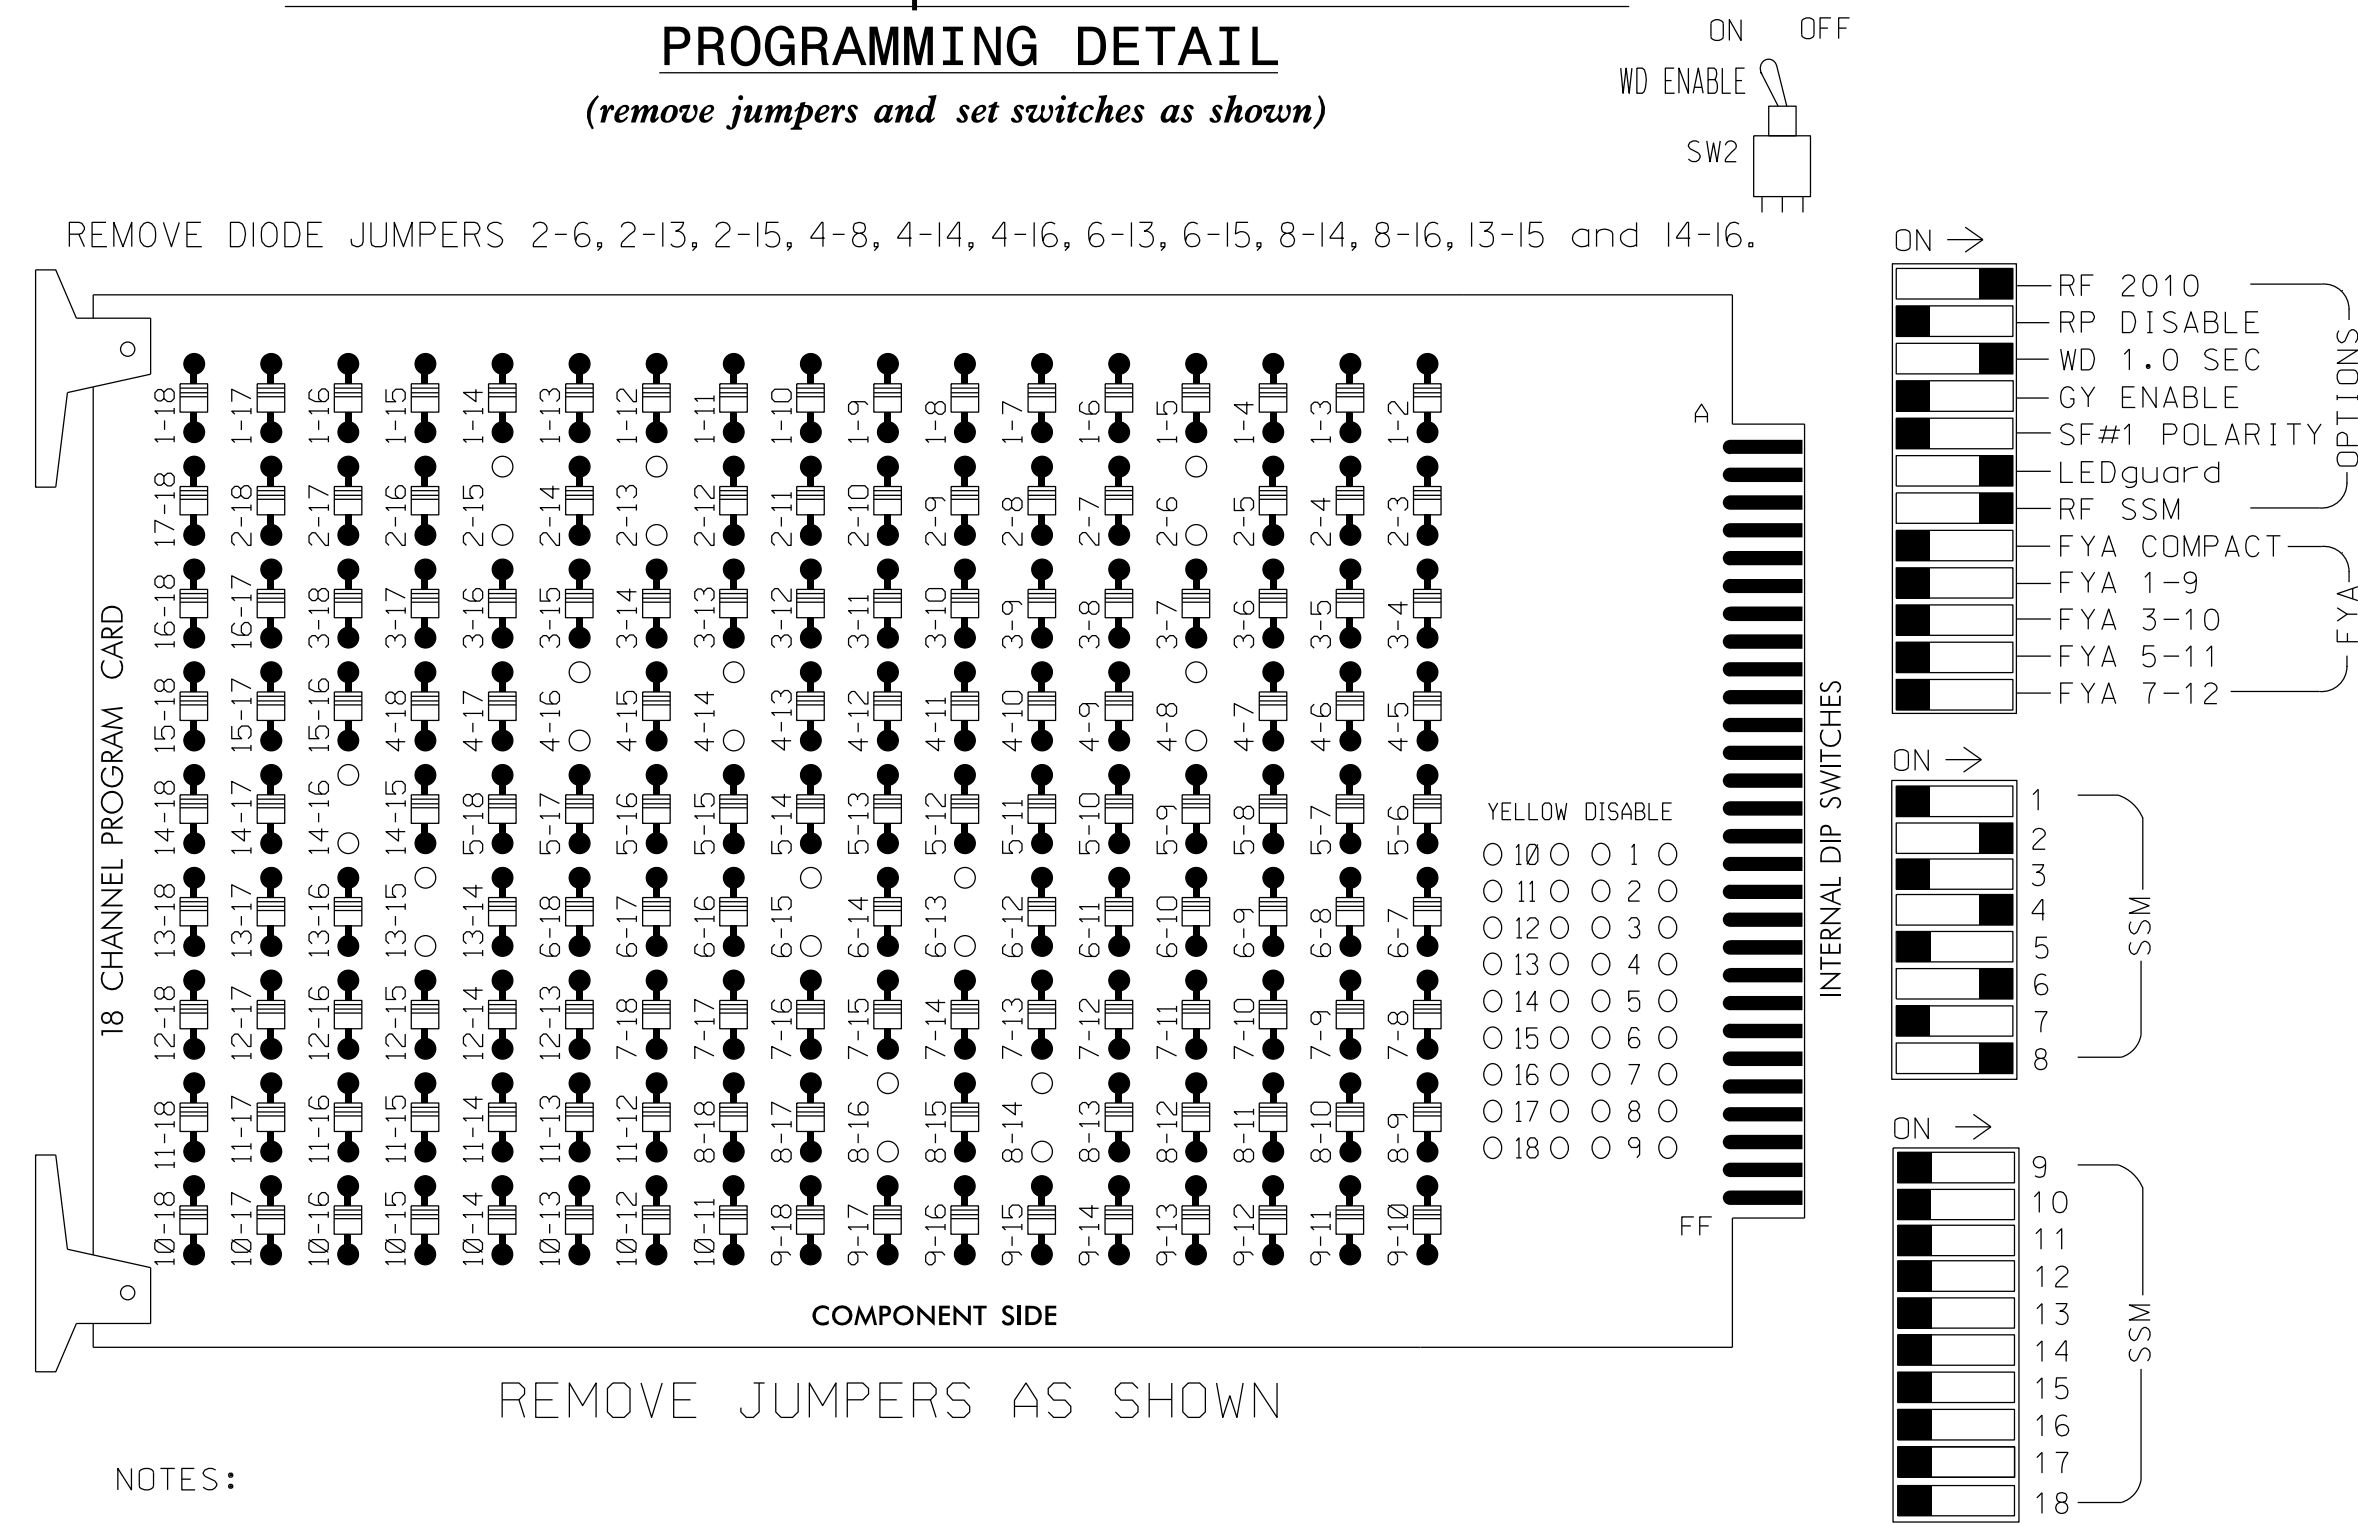 PROGRAMMING DETAIL
(remove jumpers and set switches as shown)
ON OFF
WD ENABLE
SW2
REMOVE DIODE JUMPERS 2-6, 2-13, 2-15, 4-8, 4-14, 4-16, 6-13, 6-15, 8-14, 8-16, 13-15 and 14-16.
18 CHANNEL PROGRAM CARD
1-18 1-17 1-16 1-15 1-14 1-13 1-12 1-11 1-10 1-9 1-8 1-7 1-6 1-5 1-4 1-3 1-2
17-18 2-18 2-17 2-16 2-15 2-14 2-13 2-12 2-11 2-10 2-9 2-8 2-7 2-6 2-5 2-4 2-3
16-18 16-17 3-18 3-17 3-16 3-15 3-14 3-13 3-12 3-11 3-10 3-9 3-8 3-7 3-6 3-5 3-4
15-18 15-17 15-16 4-18 4-17 4-16 4-15 4-14 4-13 4-12 4-11 4-10 4-9 4-8 4-7 4-6 4-5
14-18 14-17 14-16 14-15 5-18 5-17 5-16 5-15 5-14 5-13 5-12 5-11 5-10 5-9 5-8 5-7 5-6
13-18 13-17 13-16 13-15 13-14 6-18 6-17 6-16 6-15 6-14 6-13 6-12 6-11 6-10 6-9 6-8 6-7
12-18 12-17 12-16 12-15 12-14 12-13 7-18 7-17 7-16 7-15 7-14 7-13 7-12 7-11 7-10 7-9 7-8
11-18 11-17 11-16 11-15 11-14 11-13 11-12 8-18 8-17 8-16 8-15 8-14 8-13 8-12 8-11 8-10 8-9
10-18 10-17 10-16 10-15 10-14 10-13 10-12 10-11 9-18 9-17 9-16 9-15 9-14 9-13 9-12 9-11 9-10
A
YELLOW DISABLE
10 1
11 2
12 3
13 4
14 5
15 6
16 7
17 8
18 9
FF
COMPONENT SIDE
INTERNAL DIP SWITCHES
ON →
RF 2010
RP DISABLE
WD 1.0 SEC
GY ENABLE
SF#1 POLARITY
LEDguard
RF SSM
OPTIONS
FYA COMPACT
FYA 1-9
FYA 3-10
FYA 5-11
FYA 7-12
FYA
ON →
1
2
3
4
5
6
7
8
SSM
ON →
9
10
11
12
13
14
15
16
17
18
SSM
REMOVE JUMPERS AS SHOWN
NOTES: